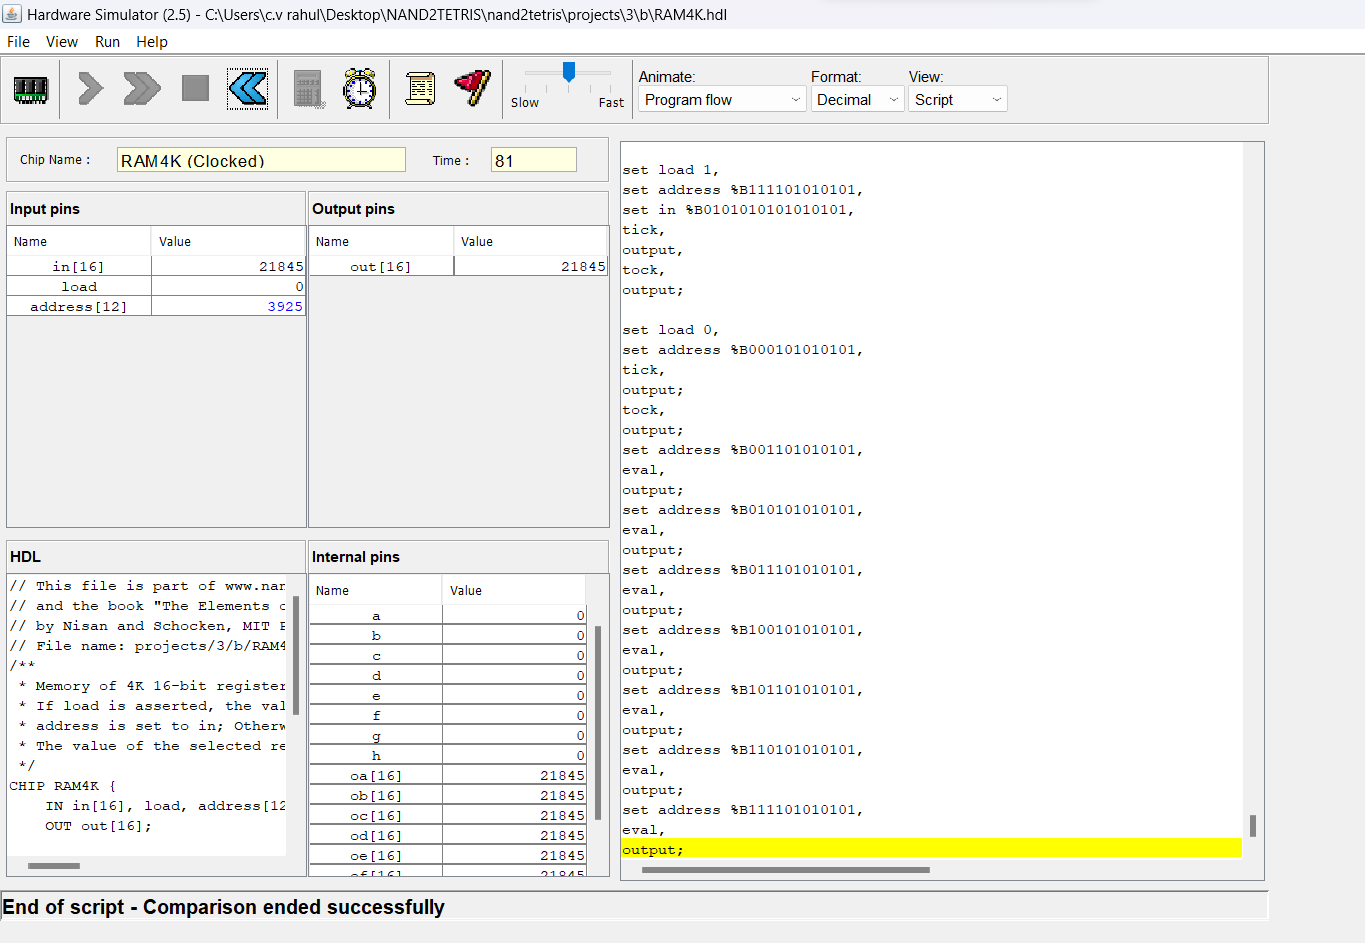 Hardware Simulator (2.5) - C:\Users\c.v rahul\Desktop\NAND2TETRIS\nand2tetris\projects\3\b\RAM4K.hdl
File View Run Help
Slow Fast
Animate: Format: View:
Program flow Decimal Script
Chip Name : RAM4K (Clocked) Time : 81
Input pins
Name Value
in[16] 21845
load 0
address[12] 3925
Output pins
Name Value
out[16] 21845
HDL
// This file is part of www.nan
// and the book "The Elements o
// by Nisan and Schocken, MIT P
// File name: projects/3/b/RAM4
/**
* Memory of 4K 16-bit register
* If load is asserted, the val
* address is set to in; Otherw
* The value of the selected re
*/
CHIP RAM4K {
IN in[16], load, address[12
OUT out[16];
Internal pins
Name Value
a 0
b 0
c 0
d 0
e 0
f 0
g 0
h 0
oa[16] 21845
ob[16] 21845
oc[16] 21845
od[16] 21845
oe[16] 21845
of[16] 21845
set load 1,
set address %B111101010101,
set in %B0101010101010101,
tick,
output,
tock,
output;
set load 0,
set address %B000101010101,
tick,
output;
tock,
output;
set address %B001101010101,
eval,
output;
set address %B010101010101,
eval,
output;
set address %B011101010101,
eval,
output;
set address %B100101010101,
eval,
output;
set address %B101101010101,
eval,
output;
set address %B110101010101,
eval,
output;
set address %B111101010101,
eval,
output;
End of script - Comparison ended successfully